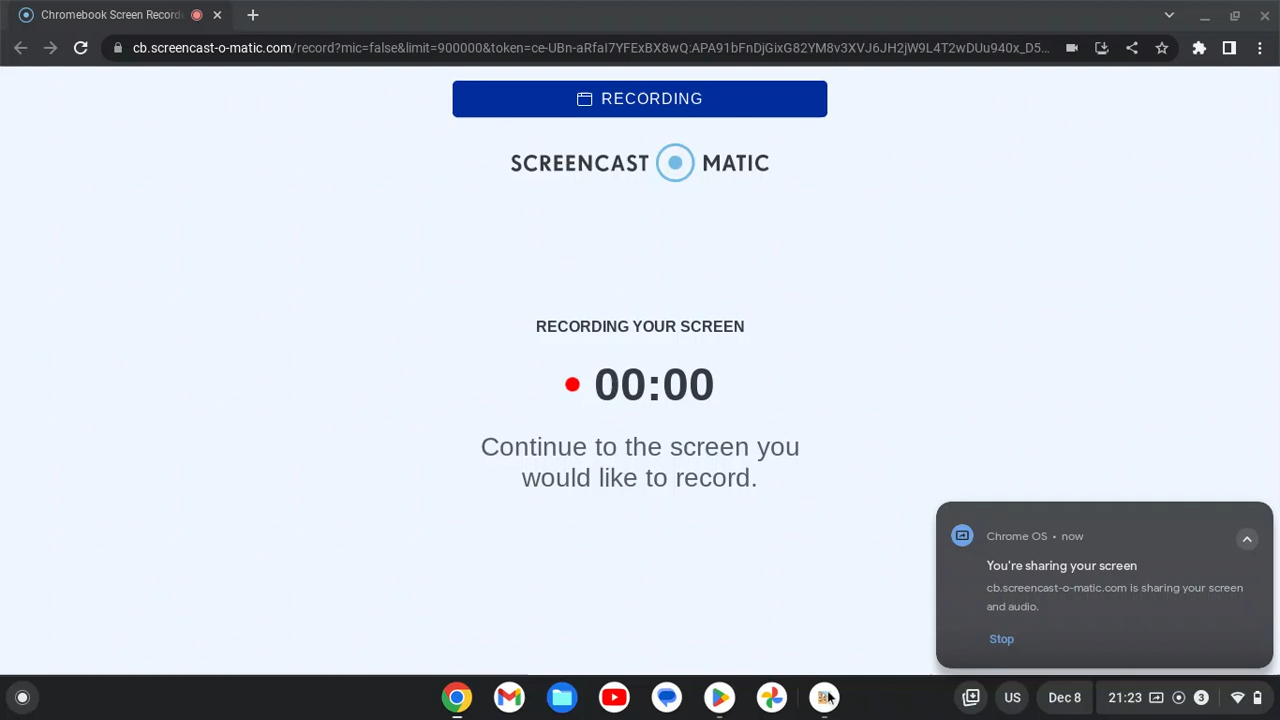 Chromebook Screen Record
cb.screencast-o-matic.com/record?mic=false&limit=900000&token=ce-UBn-aRfaI7YFExBX8wQ:APA91bFnDjGixG82YM8v3XVJ6JH2jW9L4T2wDUu940x_D5...
RECORDING
SCREENCAST MATIC
RECORDING YOUR SCREEN
00:00
Continue to the screen you
would like to record.
Chrome OS • now
You're sharing your screen
cb.screencast-o-matic.com is sharing your screen
and audio.
Stop
US
Dec 8
21:23
3